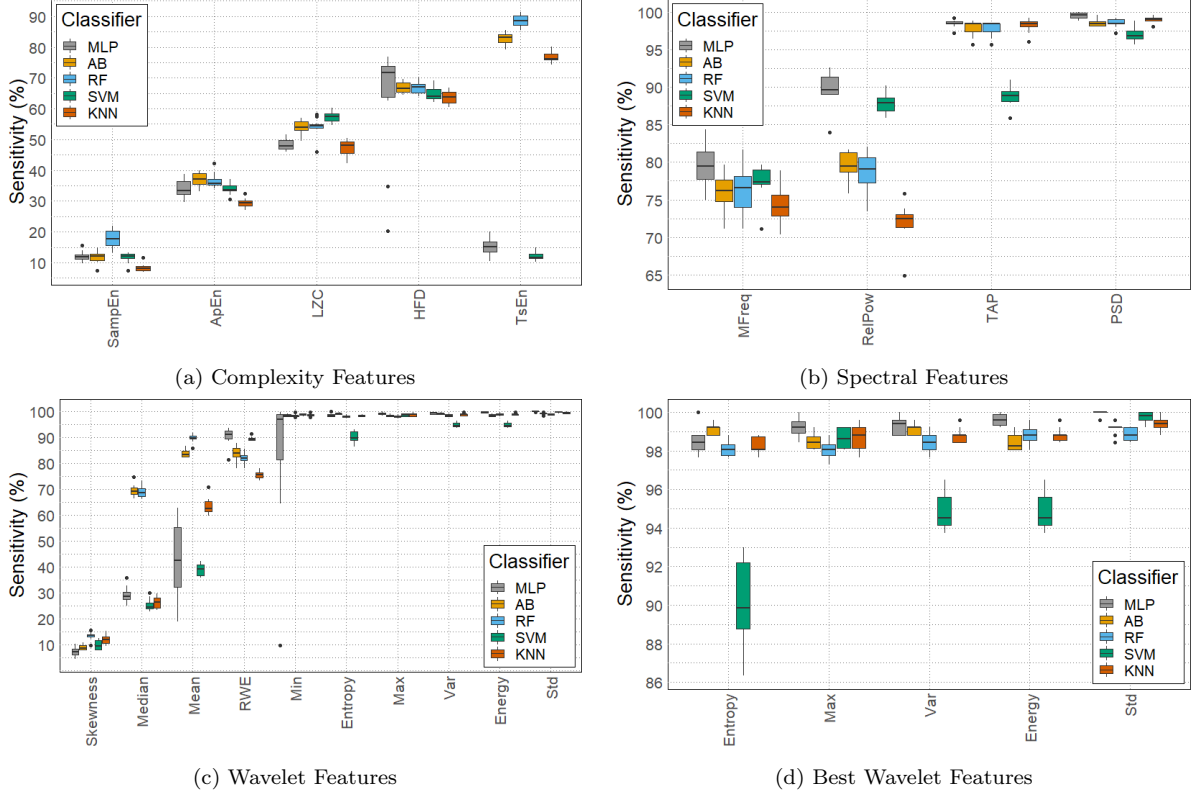 Classifier
MLP
AB
RF
SVM
KNN
Sensitivity (%)
90
80
70
60
50
40
30
20
10
SampEn
ApEn
LZC
HFD
TsEn
(a) Complexity Features
Classifier
MLP
AB
RF
SVM
KNN
Sensitivity (%)
100
95
90
85
80
75
70
65
MFreq
RelPow
TAP
PSD
(b) Spectral Features
Classifier
MLP
AB
RF
SVM
KNN
Sensitivity (%)
100
90
80
70
60
50
40
30
20
10
Skewness
Median
Mean
RWE
Min
Entropy
Max
Var
Energy
Std
(c) Wavelet Features
Classifier
MLP
AB
RF
SVM
KNN
Sensitivity (%)
100
98
96
94
92
90
88
86
Entropy
Max
Var
Energy
Std
(d) Best Wavelet Features